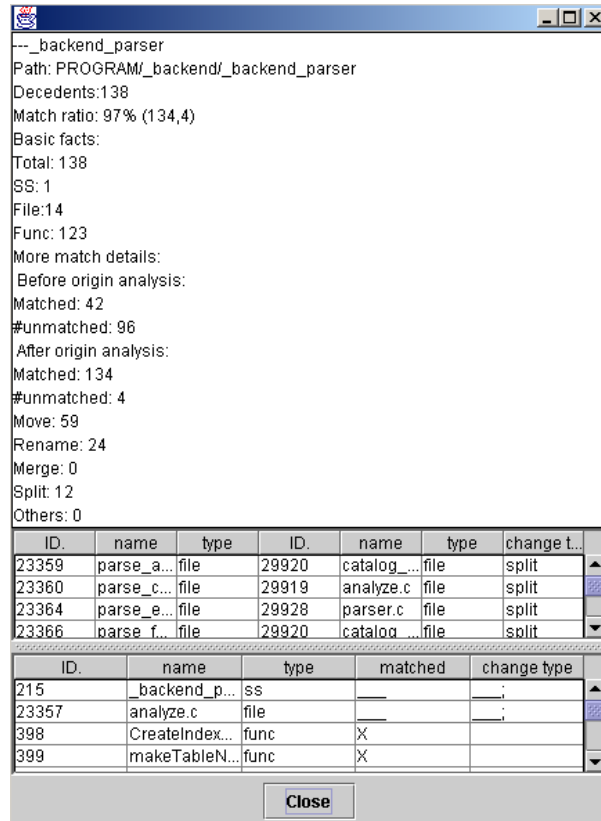 ---_backend_parser
Path: PROGRAM/_backend/_backend_parser
Decedents:138
Match ratio: 97% (134,4)
Basic facts:
Total: 138
SS: 1
File:14
Func: 123
More match details:
Before origin analysis:
Matched: 42
#unmatched: 96
After origin analysis:
Matched: 134
#unmatched: 4
Move: 59
Rename: 24
Merge: 0
Split: 12
Others: 0
ID. name type ID. name type change t...
23359 parse_a... file 29920 catalog_... file split
23360 parse_c... file 29919 analyze.c file split
23364 parse_e... file 29928 parser.c file split
23366 parse_f... file 29920 catalog_... file split
ID. name type matched change type
215 _backend_p... ss ___ ___;
23357 analyze.c file ___ ___;
398 CreateIndex... func X
399 makeTableN... func X
Close